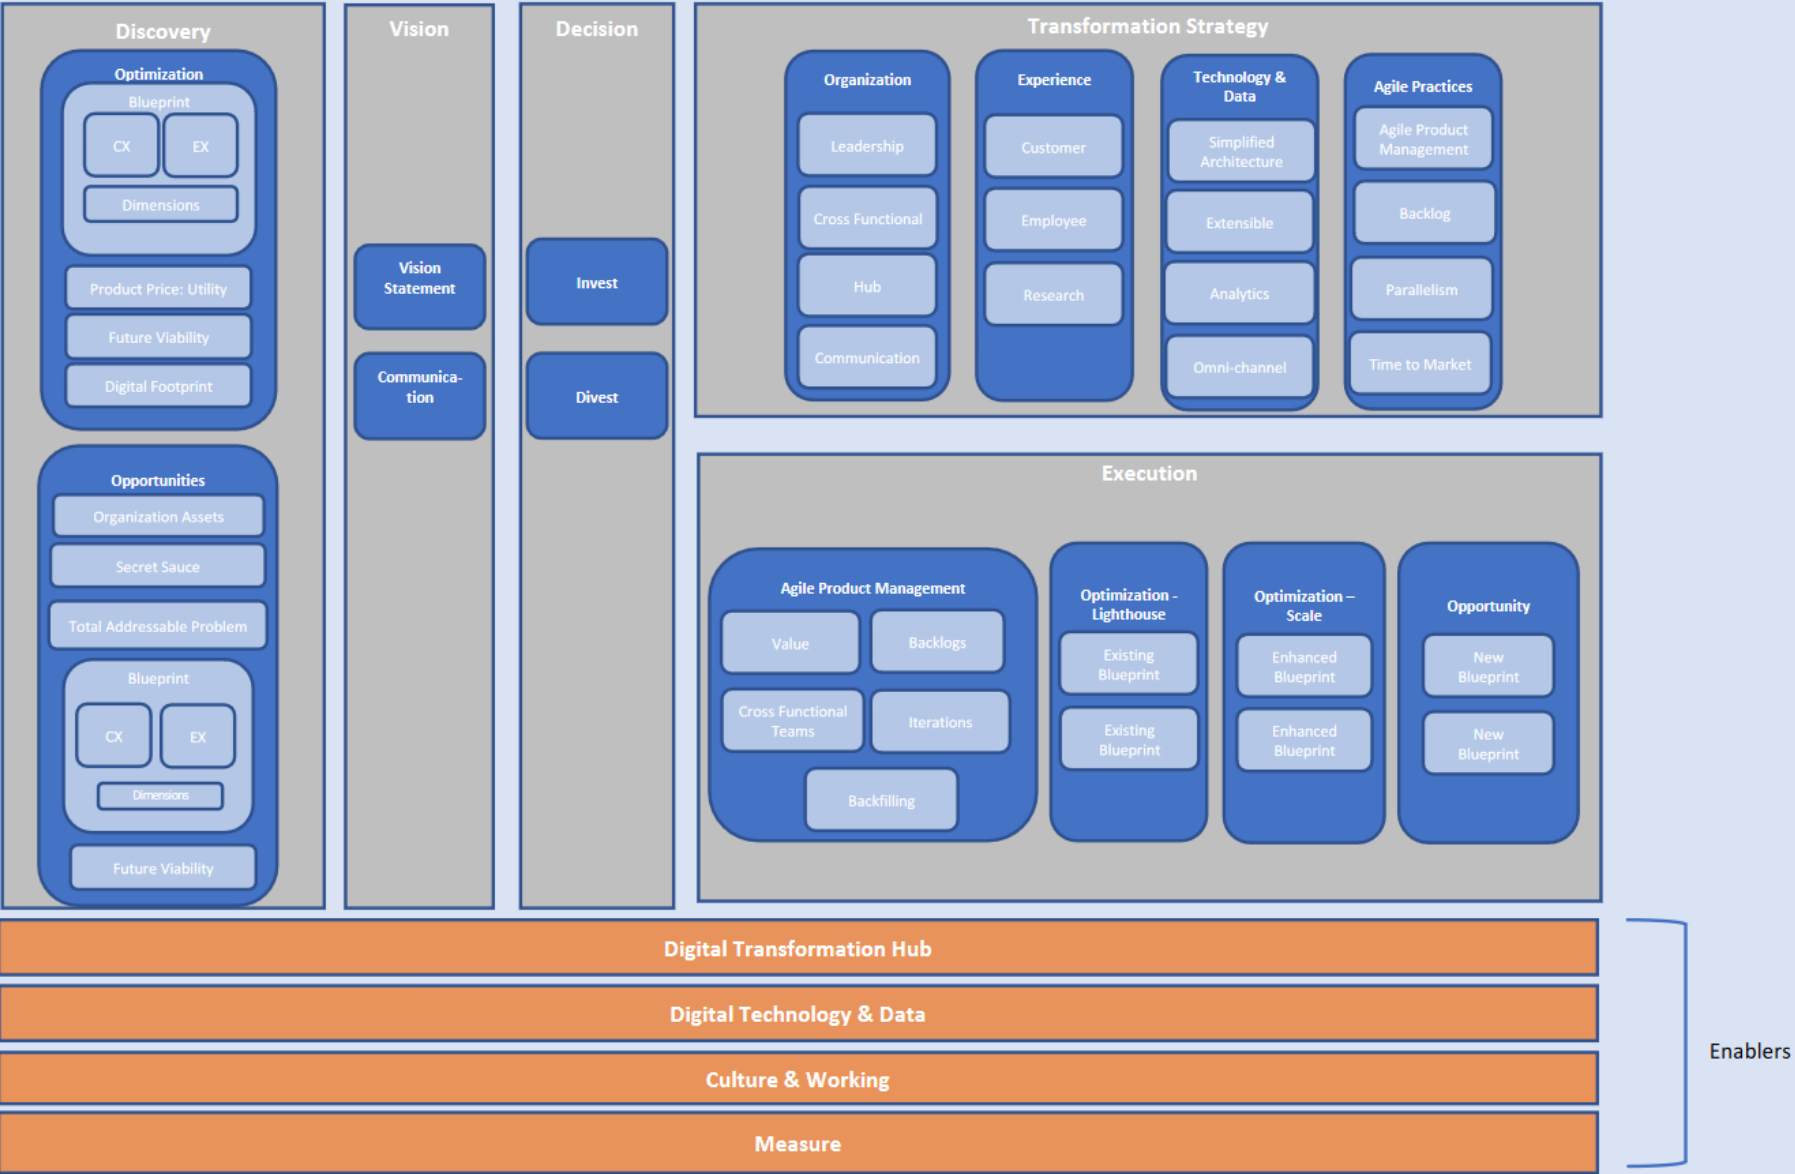 Discovery
Optimization
Blueprint
CX
EX
Dimensions
Product Price: Utility
Future Viability
Digital Footprint
Opportunities
Organization Assets
Secret Sauce
Total Addressable Problem
Blueprint
CX
EX
Dimensions
Future Viability
Vision
Vision
Statement
Communica-
tion
Decision
Invest
Divest
Transformation Strategy
Organization
Leadership
Cross Functional
Hub
Communication
Experience
Customer
Employee
Research
Technology &
Data
Simplified
Architecture
Extensible
Analytics
Omni-channel
Agile Practices
Agile Product
Management
Backlog
Parallelism
Time to Market
Execution
Agile Product Management
Value
Backlogs
Cross Functional
Teams
Iterations
Backfilling
Optimization -
Lighthouse
Existing
Blueprint
Existing
Blueprint
Optimization –
Scale
Enhanced
Blueprint
Enhanced
Blueprint
Opportunity
New
Blueprint
New
Blueprint
Digital Transformation Hub
Digital Technology & Data
Culture & Working
Measure
Enablers